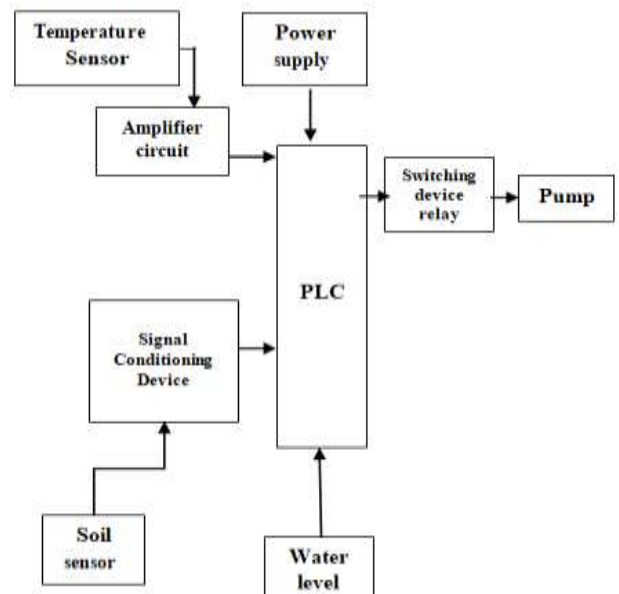 Temperature
Sensor
Power
supply
Amplifier
circuit
Switching
device
relay
Pump
PLC
Signal
Conditioning
Device
Soil
sensor
Water
level